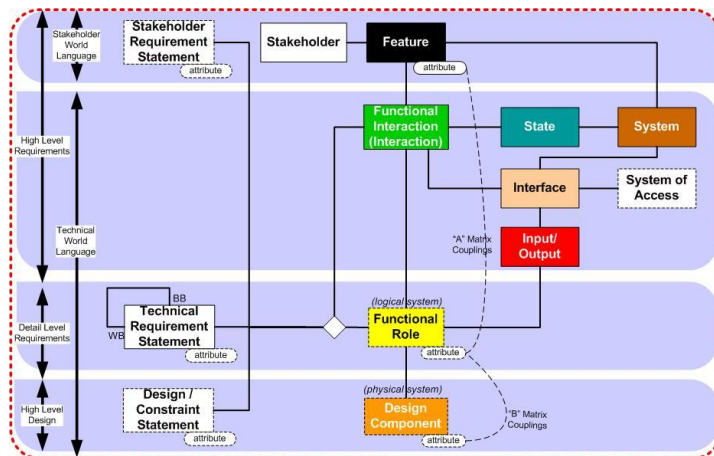 Stakeholder
World
Language
Stakeholder
Requirement
Statement
attribute
Stakeholder
Feature
attribute
High Level
Requirements
Technical
World
Language
Functional
Interaction
(Interaction)
State
System
Interface
System of
Access
"A" Matrix
Couplings
Input/
Output
Detail Level
Requirements
BB
WB
Technical
Requirement
Statement
attribute
(logical system)
Functional
Role
attribute
High Level
Design
Design /
Constraint
Statement
attribute
(physical system)
Design
Component
attribute
"B" Matrix
Couplings